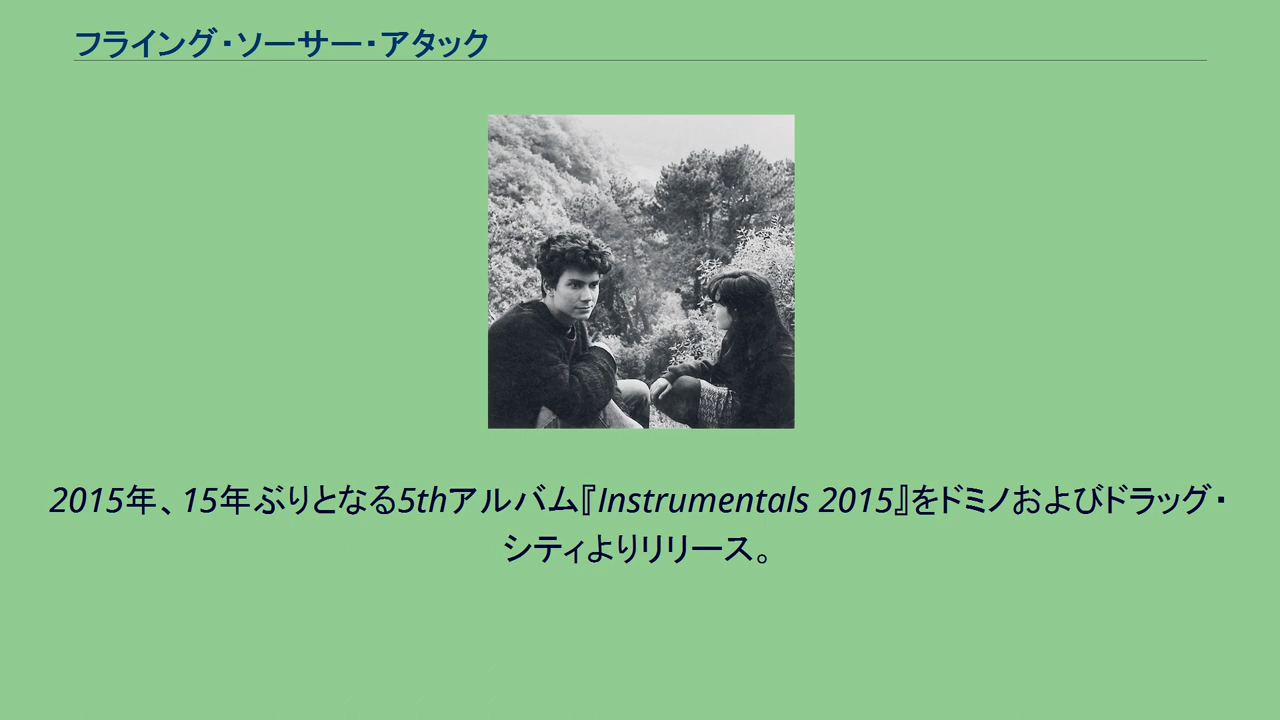 フライング・ソーサー・アタック
2015年、15年ぶりとなる5thアルバム『Instrumentals 2015』をドミノおよびドラッグ・
シティよりリリース。